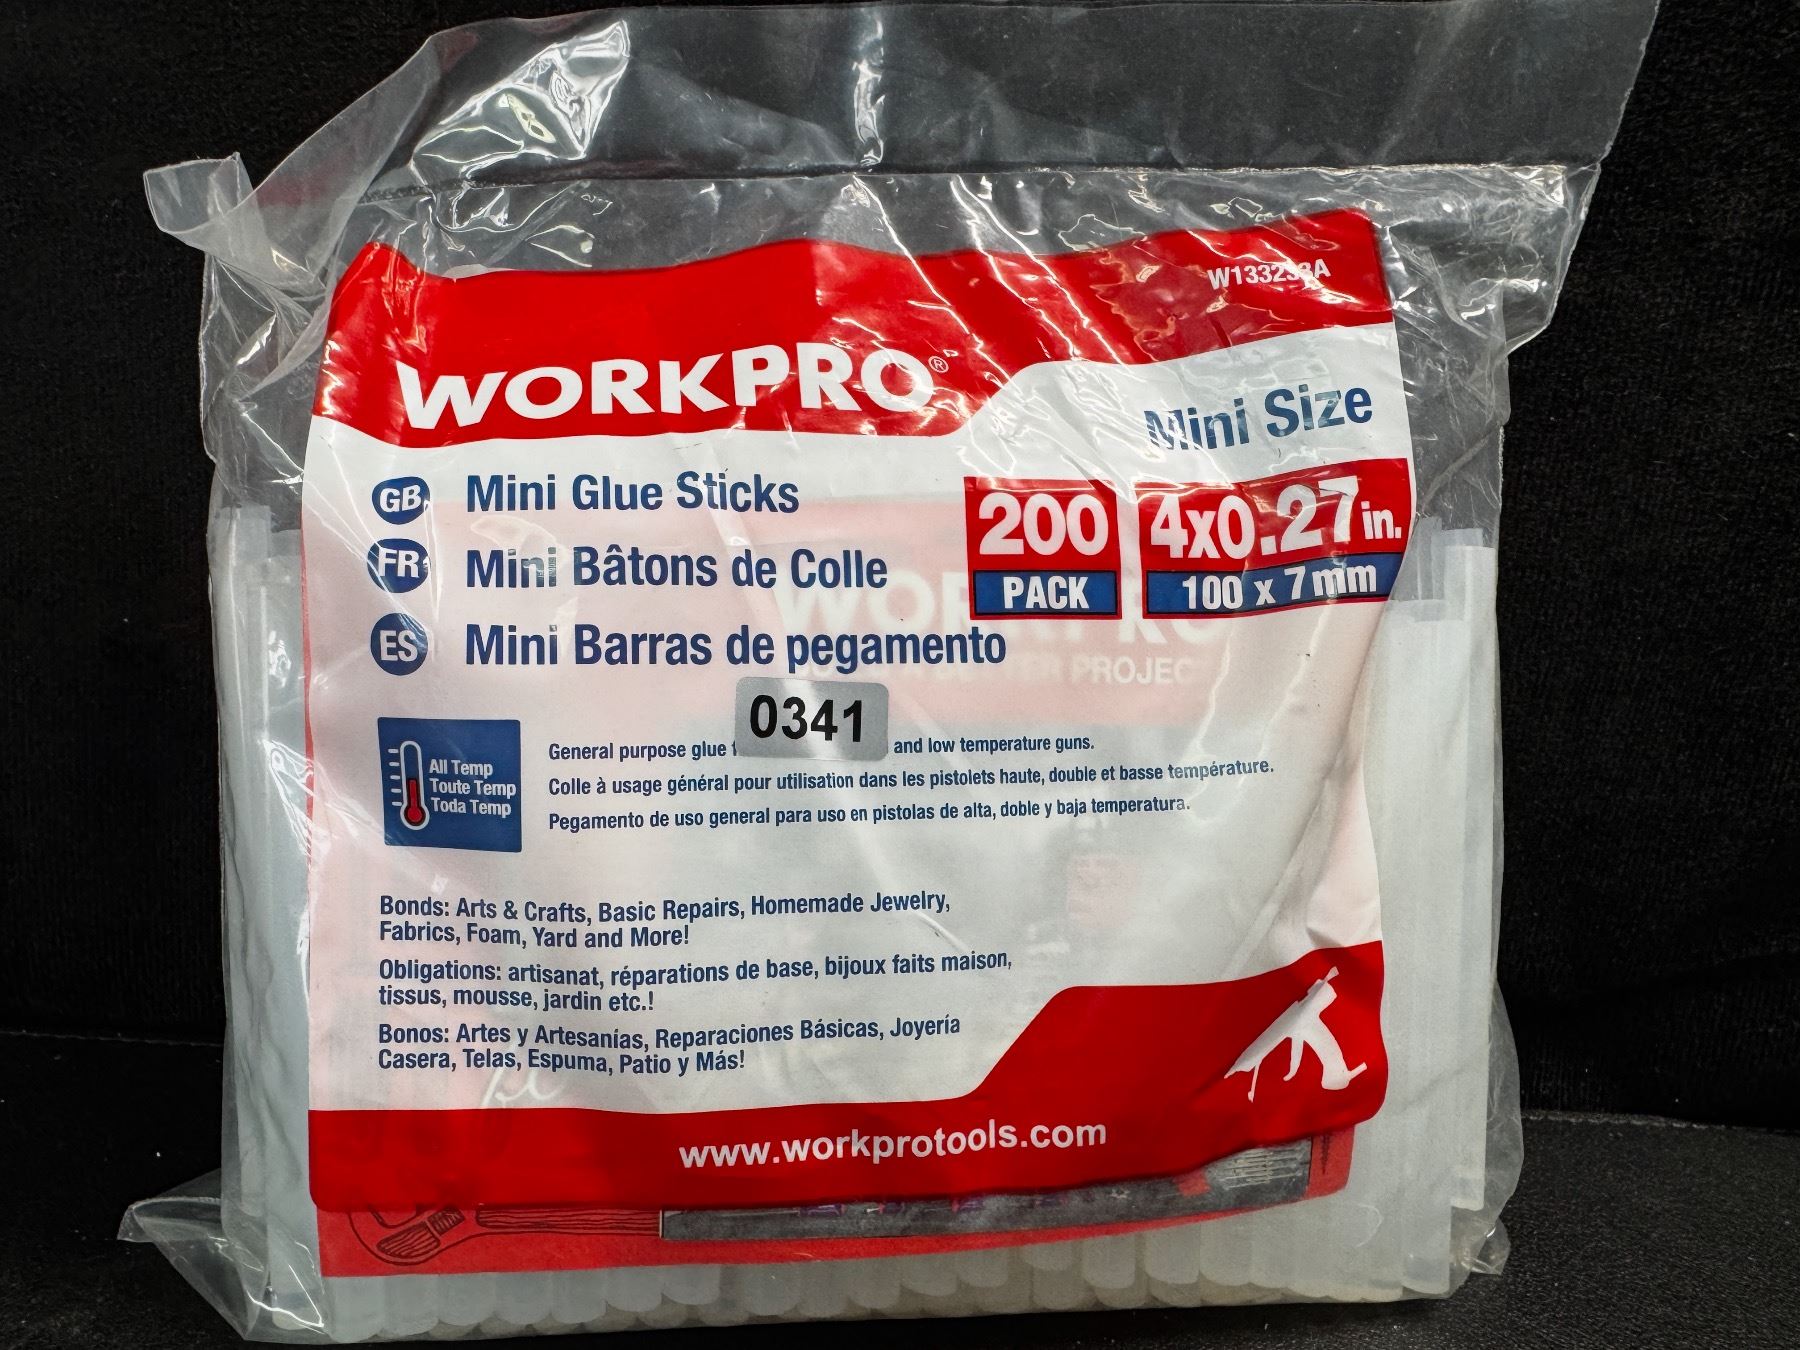 WORKPRO®
Mini Size
GB Mini Glue Sticks
FR Mini Bâtons de Colle
ES Mini Barras de pegamento
200
PACK
4x0.27in.
100 x 7mm
0341
All Temp
Toute Temp
Toda Temp
General purpose glue and low temperature guns.
Colle à usage général pour utilisation dans les pistolets haute, double et basse température.
Pegamento de uso general para uso en pistolas de alta, doble y baja temperatura.
Bonds: Arts & Crafts, Basic Repairs, Homemade Jewelry,
Fabrics, Foam, Yard and More!
Obligations: artisanat, réparations de base, bijoux faits maison,
tissus, mousse, jardin etc.!
Bonos: Artes y Artesanías, Reparaciones Básicas, Joyería
Casera, Telas, Espuma, Patio y Más!
www.workprotools.com